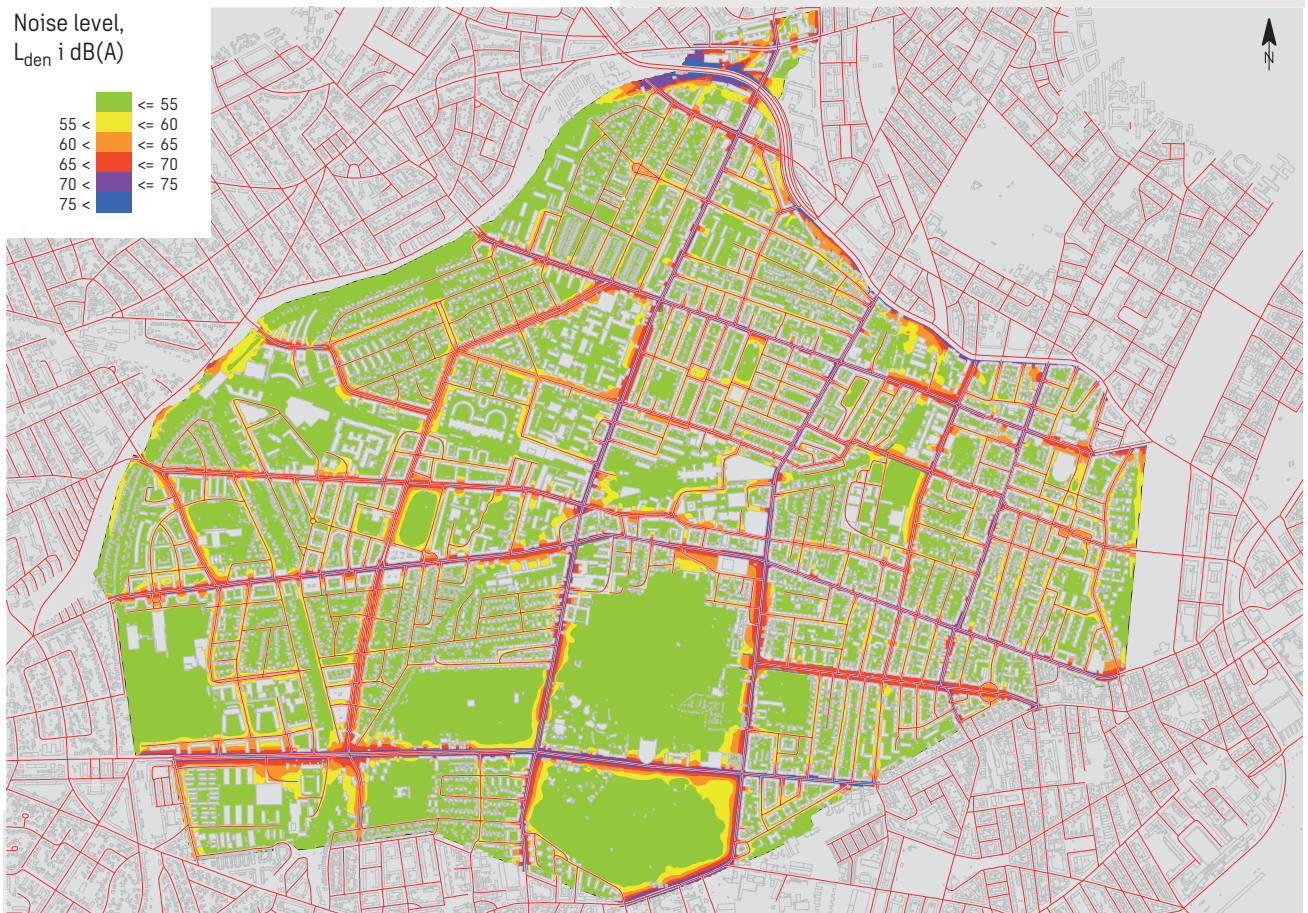 Noise level,
Lden i dB(A)
<= 55
55 < <= 60
60 < <= 65
65 < <= 70
70 < <= 75
75 <
N